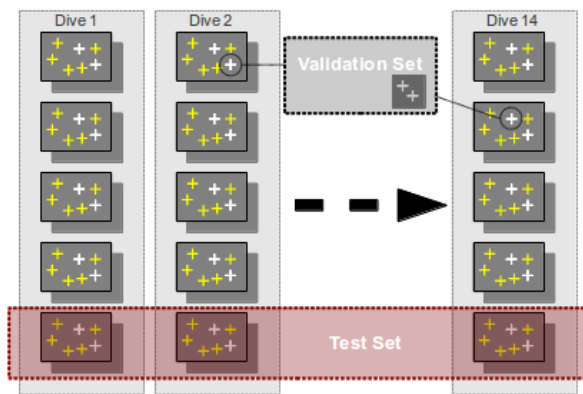 Dive 1
Dive 2
Dive 14
Validation Set
Test Set